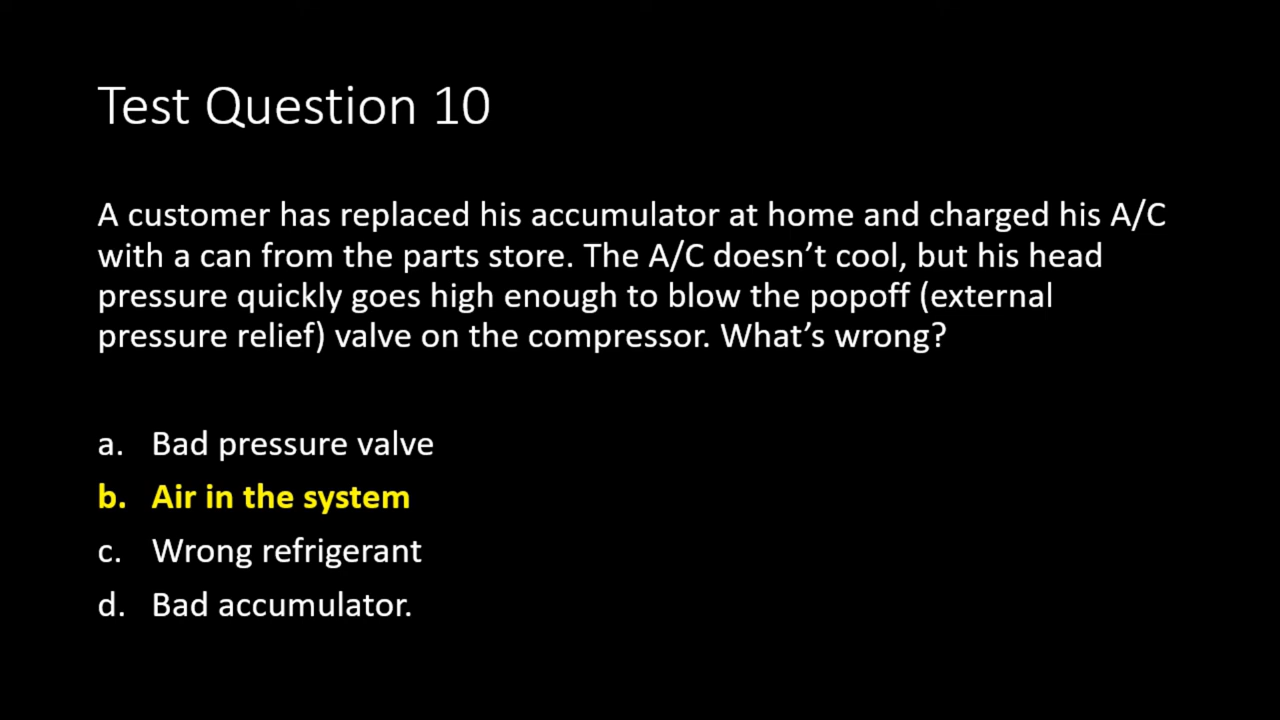 Test Question 10
A customer has replaced his accumulator at home and charged his A/C
with a can from the parts store. The A/C doesn’t cool, but his head
pressure quickly goes high enough to blow the popoff (external
pressure relief) valve on the compressor. What’s wrong?
a. Bad pressure valve
b. Air in the system
c. Wrong refrigerant
d. Bad accumulator.